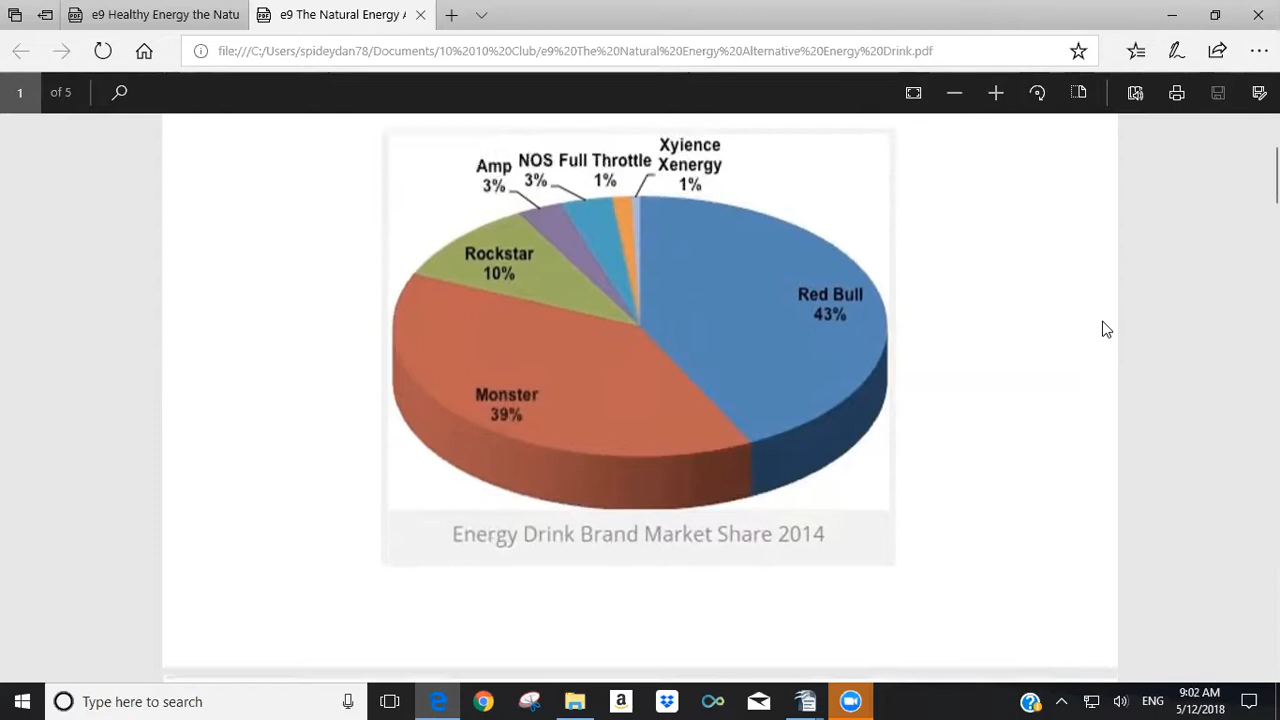 e9 Healthy Energy the Natu
e9 The Natural Energy A
file:///C:/Users/spideydan78/Documents/10%2010%20Club/e9%20The%20Natural%20Energy%20Alternative%20Energy%20Drink.pdf
1 of 5
Xyience
Xenergy
1%
Amp
3%
NOS
3%
Full Throttle
1%
Rockstar
10%
Red Bull
43%
Monster
39%
Energy Drink Brand Market Share 2014
Type here to search
ENG
9:02 AM
5/12/2018